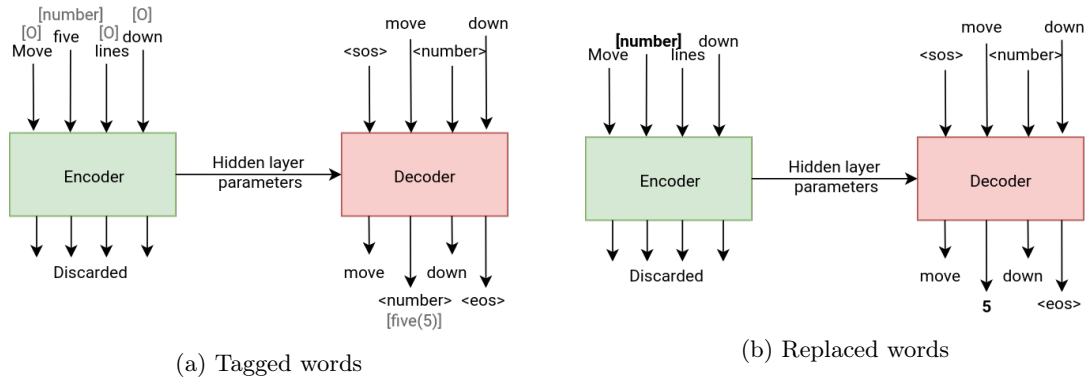 [number]
[O]
[O]
[O]
Move
five
lines
down
<sos>
move
<number>
down
Encoder
Hidden layer
parameters
Decoder
Discarded
move
<number>
[five(5)]
down
<eos>
(a) Tagged words
Move
[number]
lines
down
<sos>
move
<number>
down
Encoder
Hidden layer
parameters
Decoder
Discarded
move
5
down
<eos>
(b) Replaced words